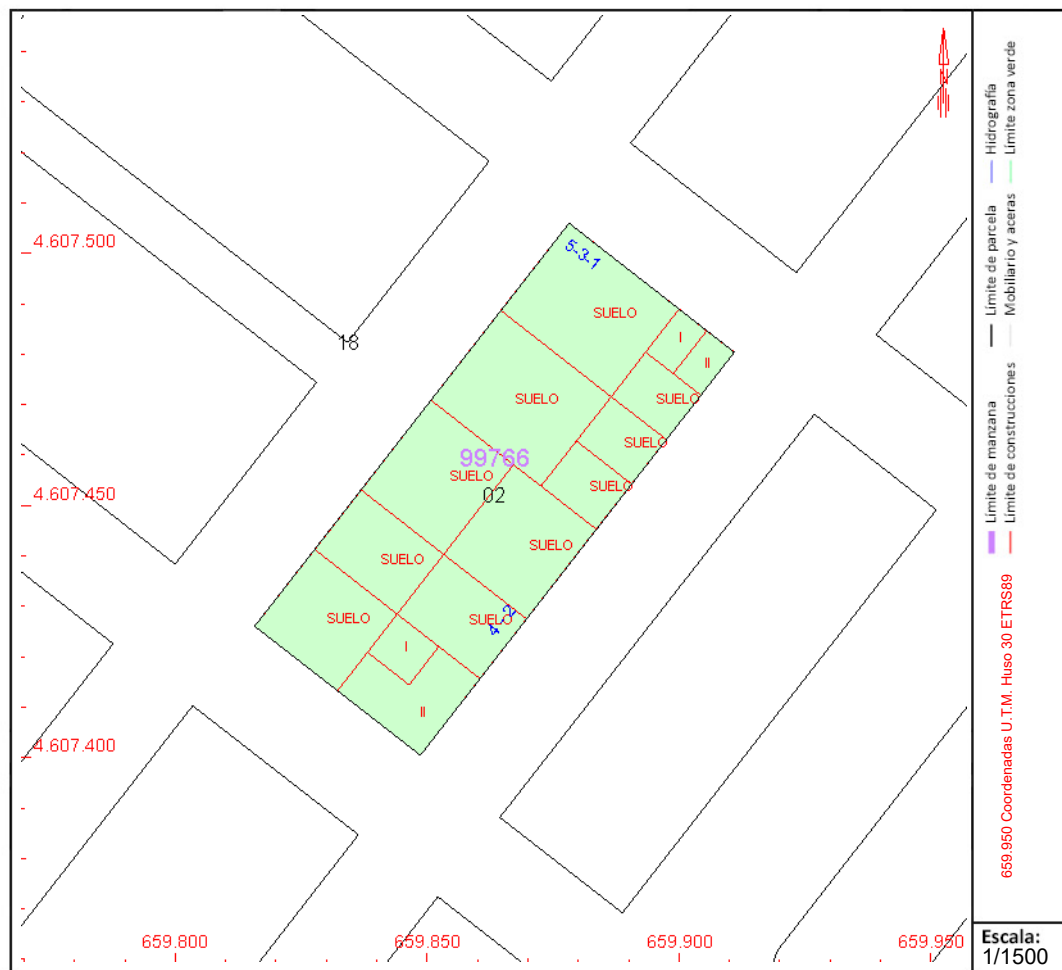 4.607.500
4.607.450
4.607.400
659.800
659.850
659.900
659.950
18
5-3-1
SUELO
I
II
SUELO
SUELO
SUELO
99766
SUELO
02
SUELO
SUELO
SUELO
SUELO
SUELO
4 -2
I
II
Límite de manzana
Límite de parcela
Hidrografía
Límite de construcciones
Mobiliario y aceras
Límite zona verde
659.950 Coordenadas U.T.M. Huso 30 ETRS89
Escala:
1/1500